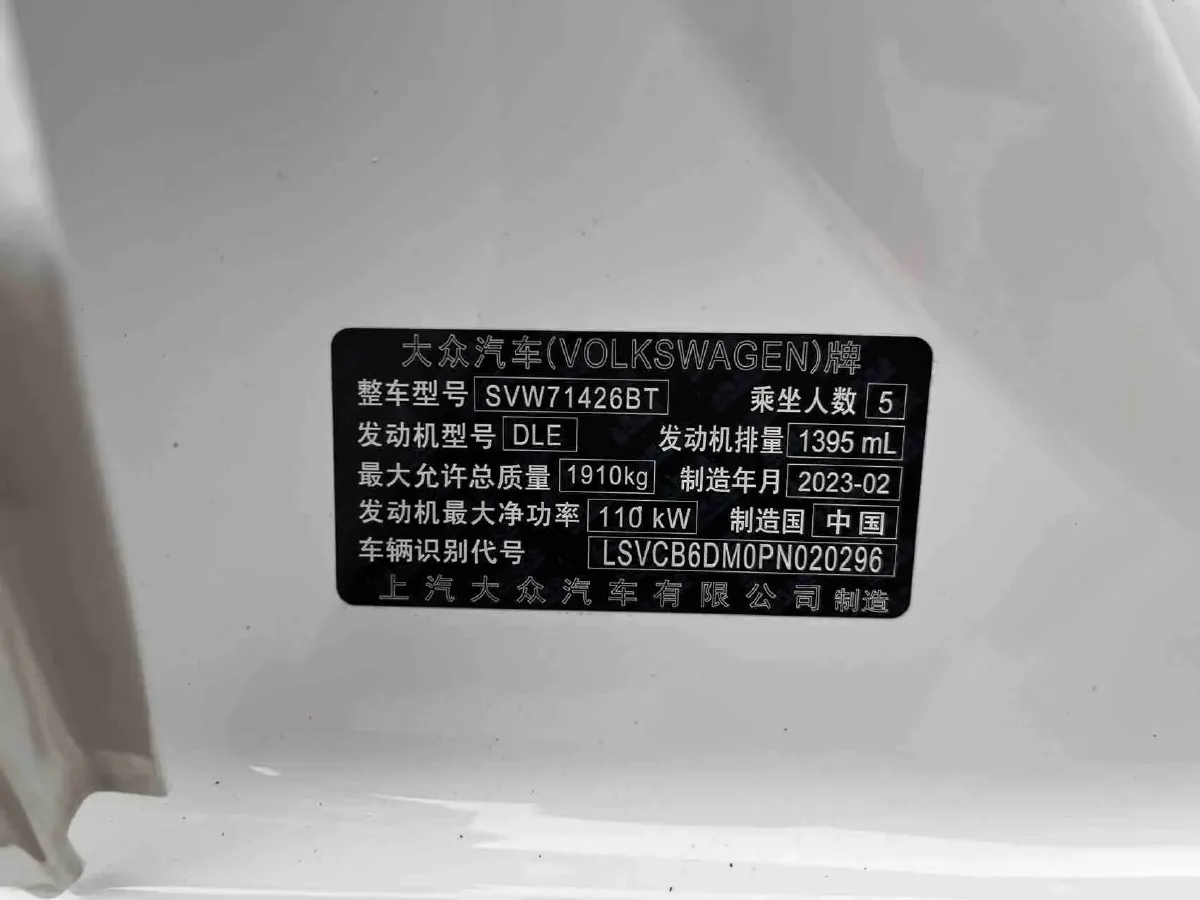 大众汽车(VOLKSWAGEN)牌
整车型号 SVW71426BT 乘坐人数 5
发动机型号 DLE 发动机排量 1395 mL
最大允许总质量 1910kg 制造年月 2023-02
发动机最大净功率 110 kW 制造国 中国
车辆识别代号 LSVCB6DM0PN020296
上汽大众汽车有限公司制造